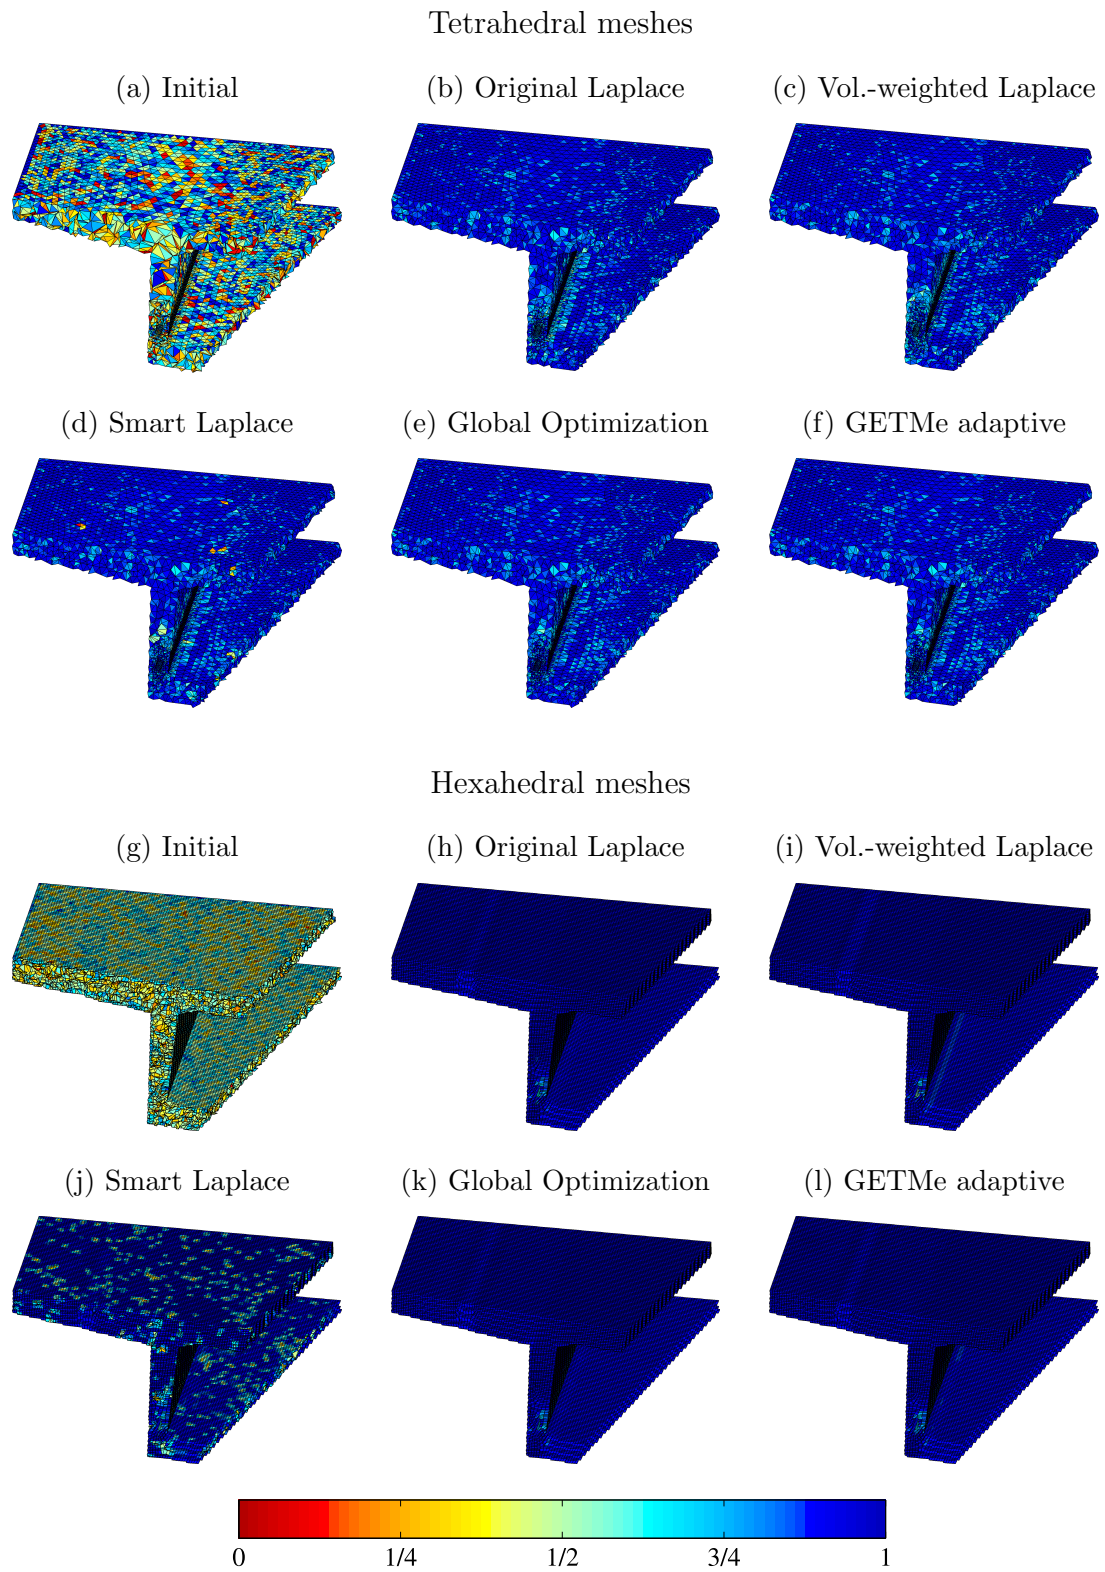 Tetrahedral meshes
(a) Initial
(b) Original Laplace
(c) Vol.-weighted Laplace
(d) Smart Laplace
(e) Global Optimization
(f) GETMe adaptive
Hexahedral meshes
(g) Initial
(h) Original Laplace
(i) Vol.-weighted Laplace
(j) Smart Laplace
(k) Global Optimization
(l) GETMe adaptive
0 1/4 1/2 3/4 1